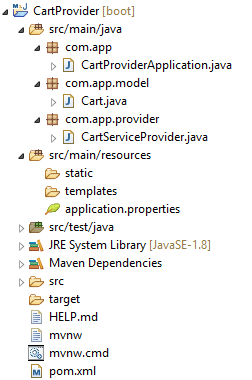 CartProvider [boot]
src/main/java
com.app
CartProviderApplication.java
com.app.model
Cart.java
com.app.provider
CartServiceProvider.java
src/main/resources
static
templates
application.properties
src/test/java
JRE System Library [JavaSE-1.8]
Maven Dependencies
src
target
HELP.md
mvnw
mvnw.cmd
pom.xml